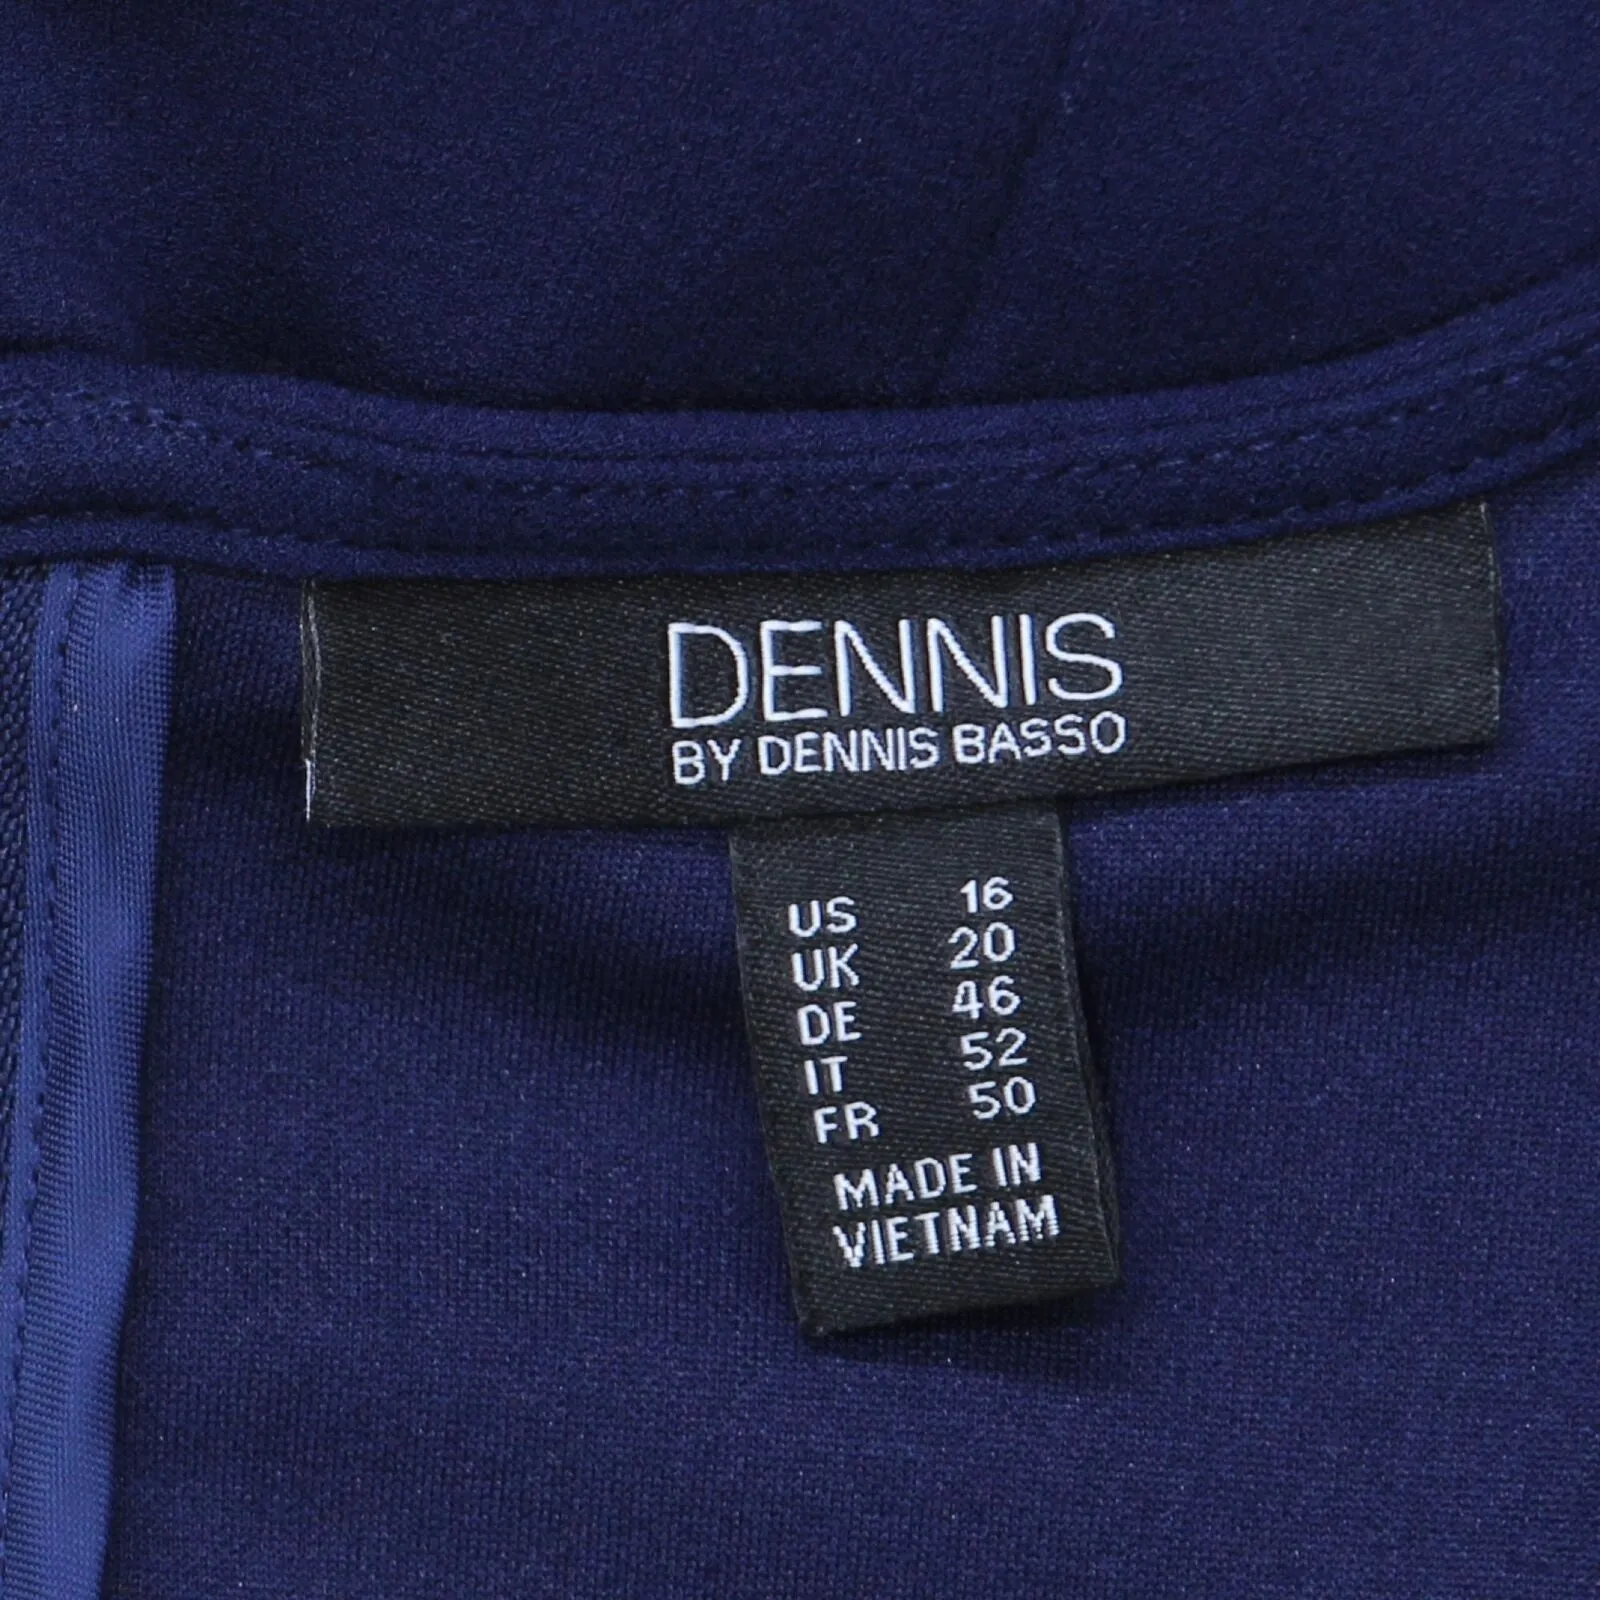 DENNIS
BY DENNIS BASSO
US 16
UK 20
DE 46
IT 52
FR 50
MADE IN
VIETNAM